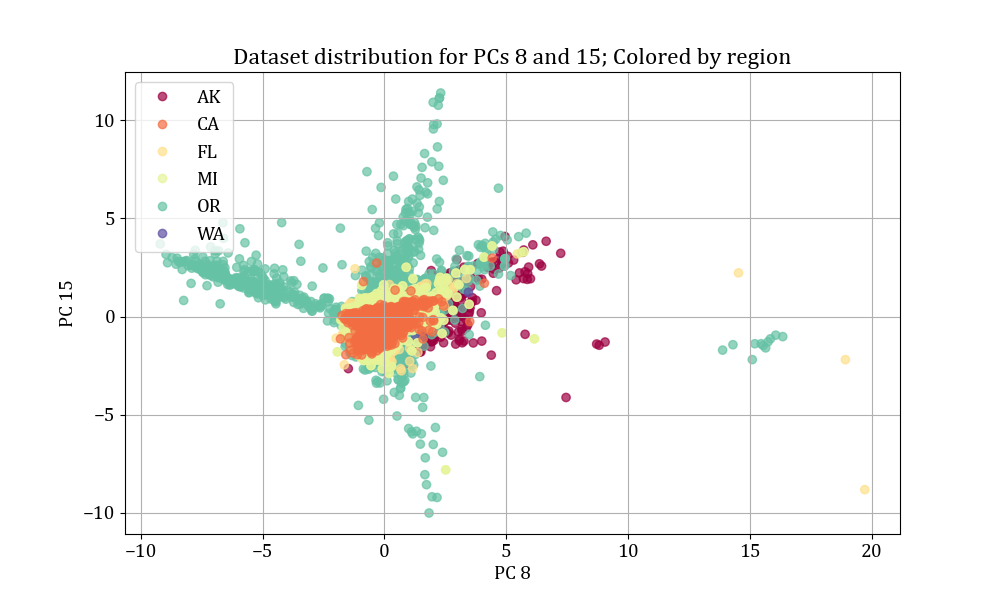 Dataset distribution for PCs 8 and 15; Colored by region
AK
CA
FL
MI
OR
WA
PC 15
10
5
0
−5
−10
−10
−5
0
5
10
15
20
PC 8